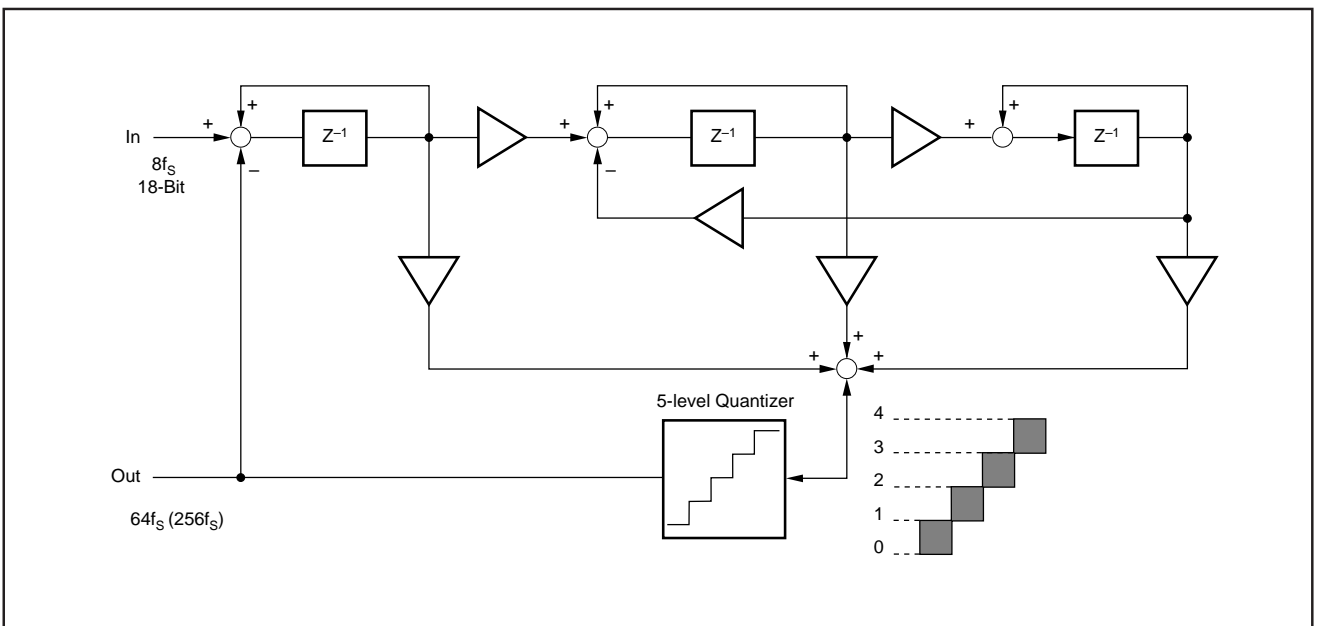 + + +
In + Z⁻¹ + Z⁻¹ + Z⁻¹
8fS
18-Bit
– –
+
+ +
5-level Quantizer
4
3
2
1
0
Out
64fS (256fS)